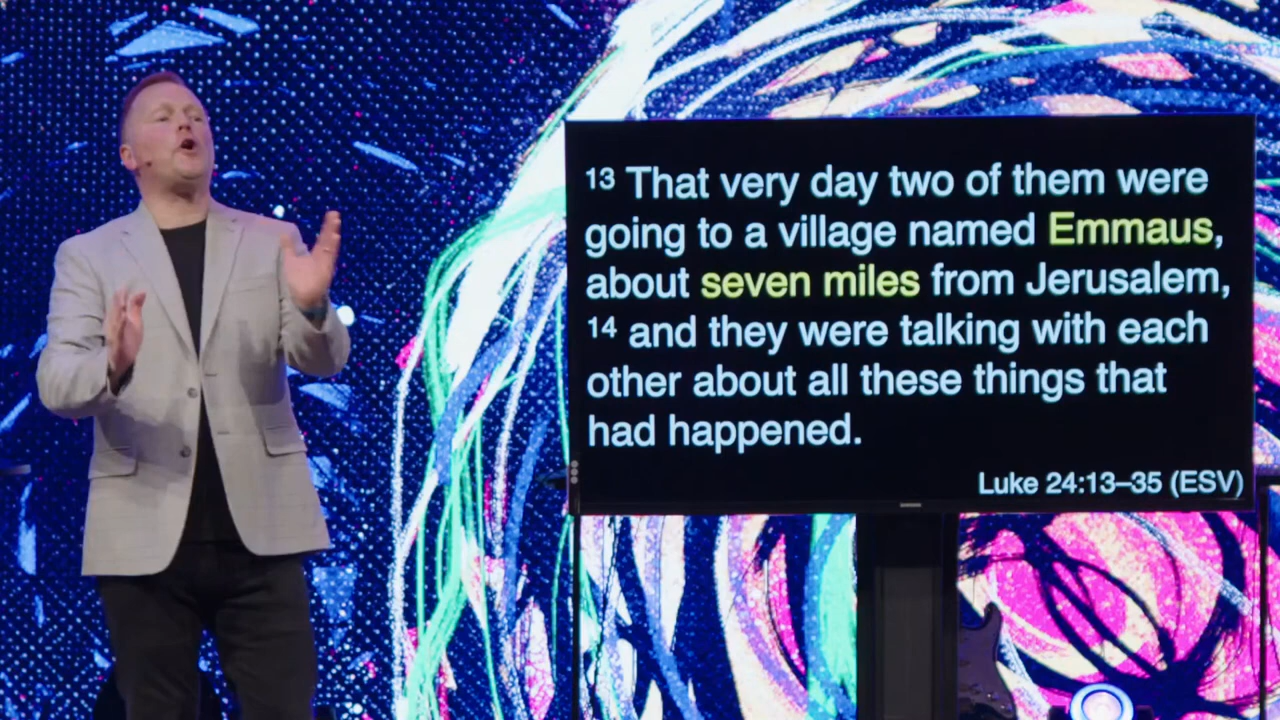 13 That very day two of them were
going to a village named Emmaus,
about seven miles from Jerusalem,
14 and they were talking with each
other about all these things that
had happened.
Luke 24:13–35 (ESV)